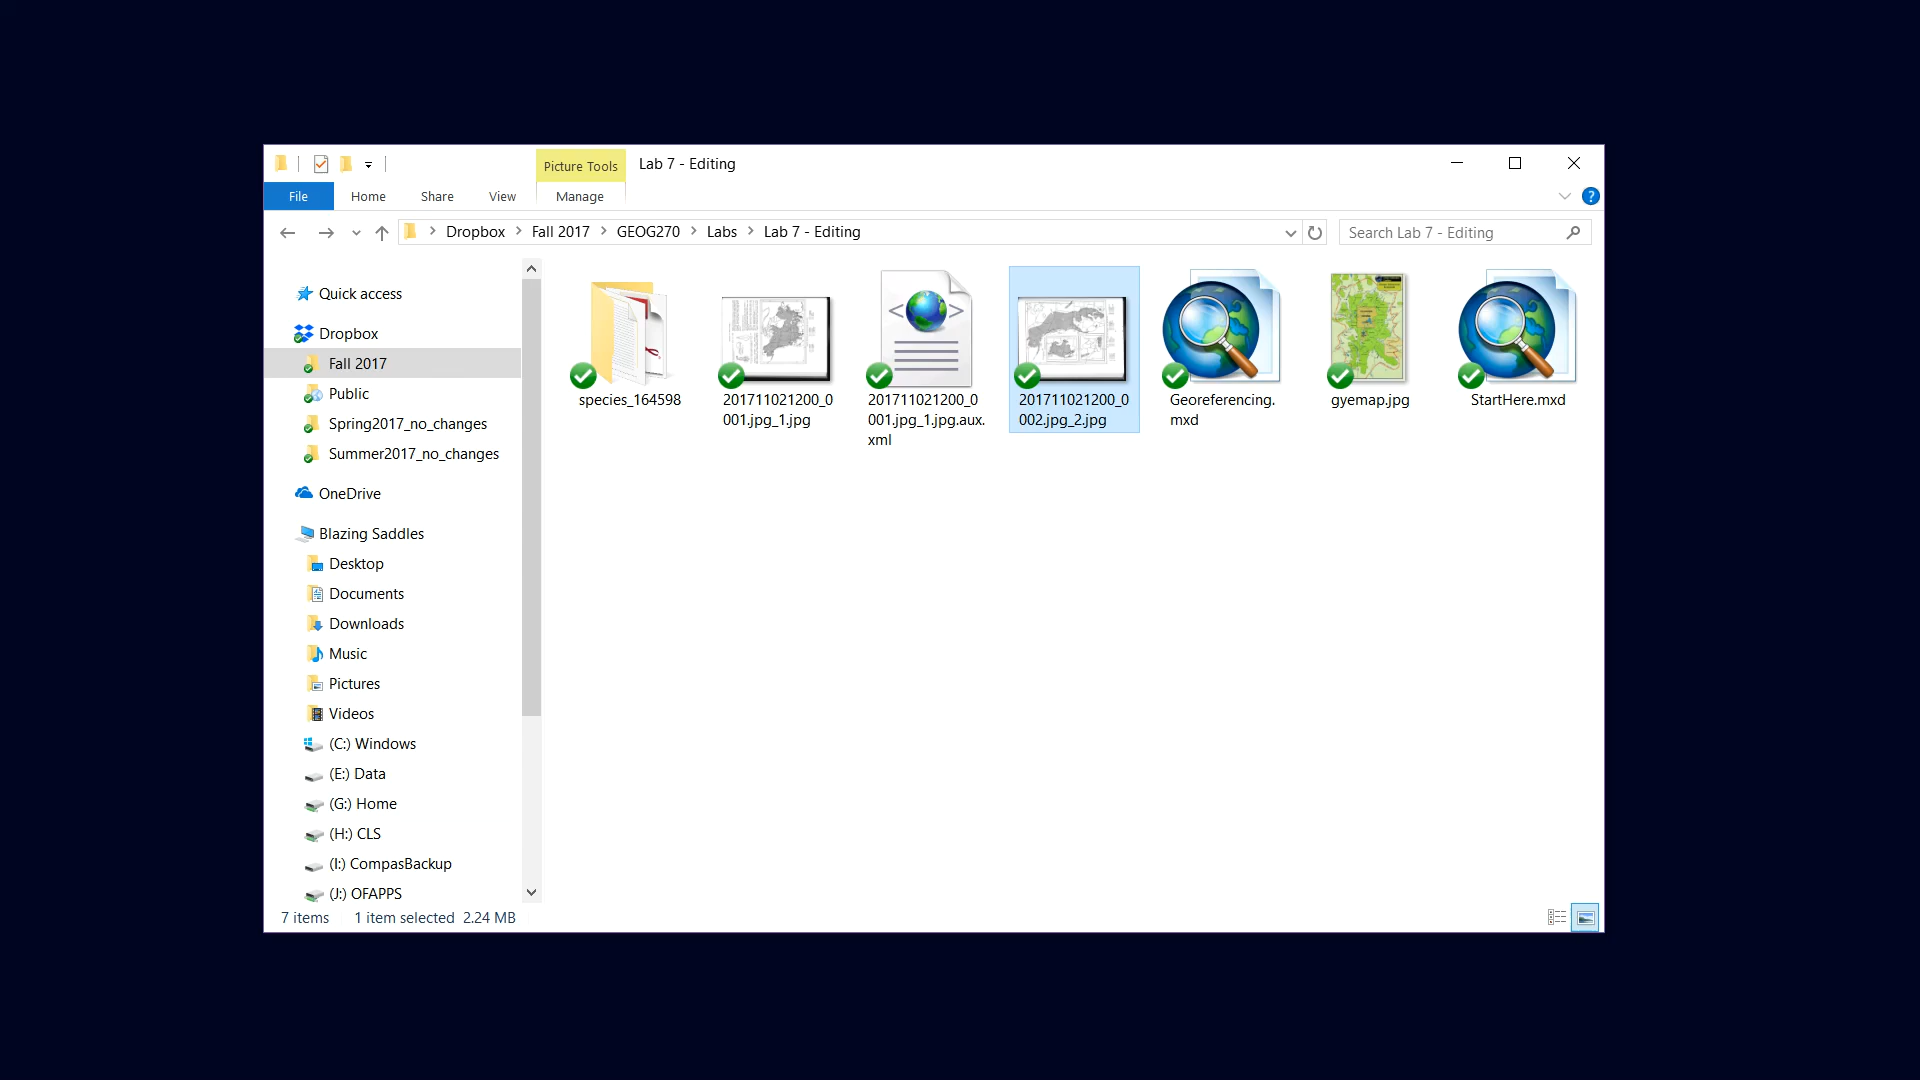 Picture Tools
Lab 7 - Editing
File
Home
Share
View
Manage
Dropbox
Fall 2017
GEOG270
Labs
Lab 7 - Editing
Search Lab 7 - Editing
Quick access
Dropbox
Fall 2017
Public
Spring2017_no_changes
Summer2017_no_changes
OneDrive
Blazing Saddles
Desktop
Documents
Downloads
Music
Pictures
Videos
(C:) Windows
(E:) Data
(G:) Home
(H:) CLS
(I:) CompasBackup
(J:) OFAPPS
species_164598
201711021200_0
001.jpg_1.jpg
201711021200_0
001.jpg_1.jpg.aux.
xml
201711021200_0
002.jpg_2.jpg
Georeferencing.
mxd
gyemap.jpg
StartHere.mxd
7 items
1 item selected 2.24 MB